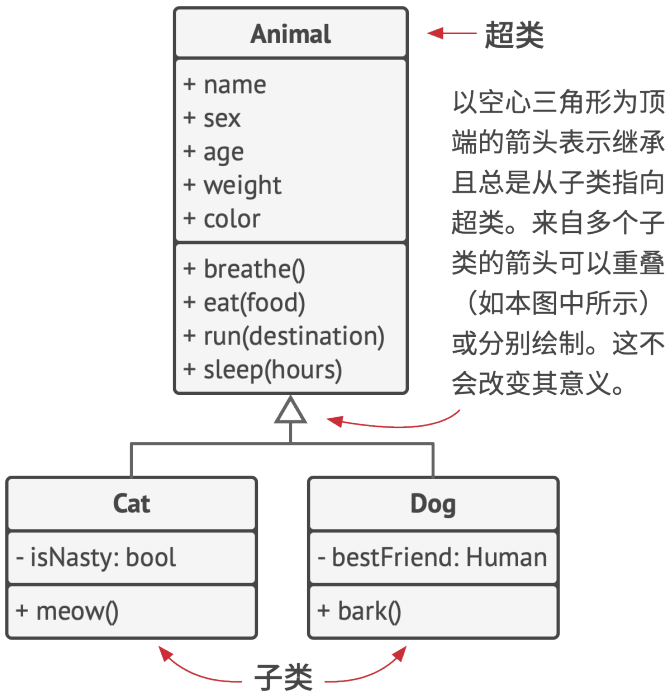 Animal
超类
+ name
+ sex
+ age
+ weight
+ color
+ breathe()
+ eat(food)
+ run(destination)
+ sleep(hours)
以空心三角形为顶
端的箭头表示继承
且总是从子类指向
超类。来自多个子
类的箭头可以重叠
（如本图中所示）
或分别绘制。这不
会改变其意义。
Cat
- isNasty: bool
+ meow()
Dog
- bestFriend: Human
+ bark()
子类